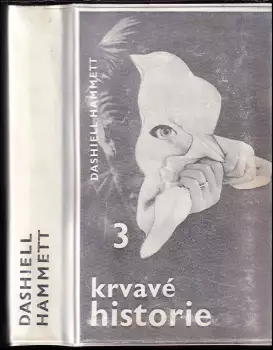 DASHIELL
HAMMETT
DASHIELL HAMMETT
3
krvavé
historie